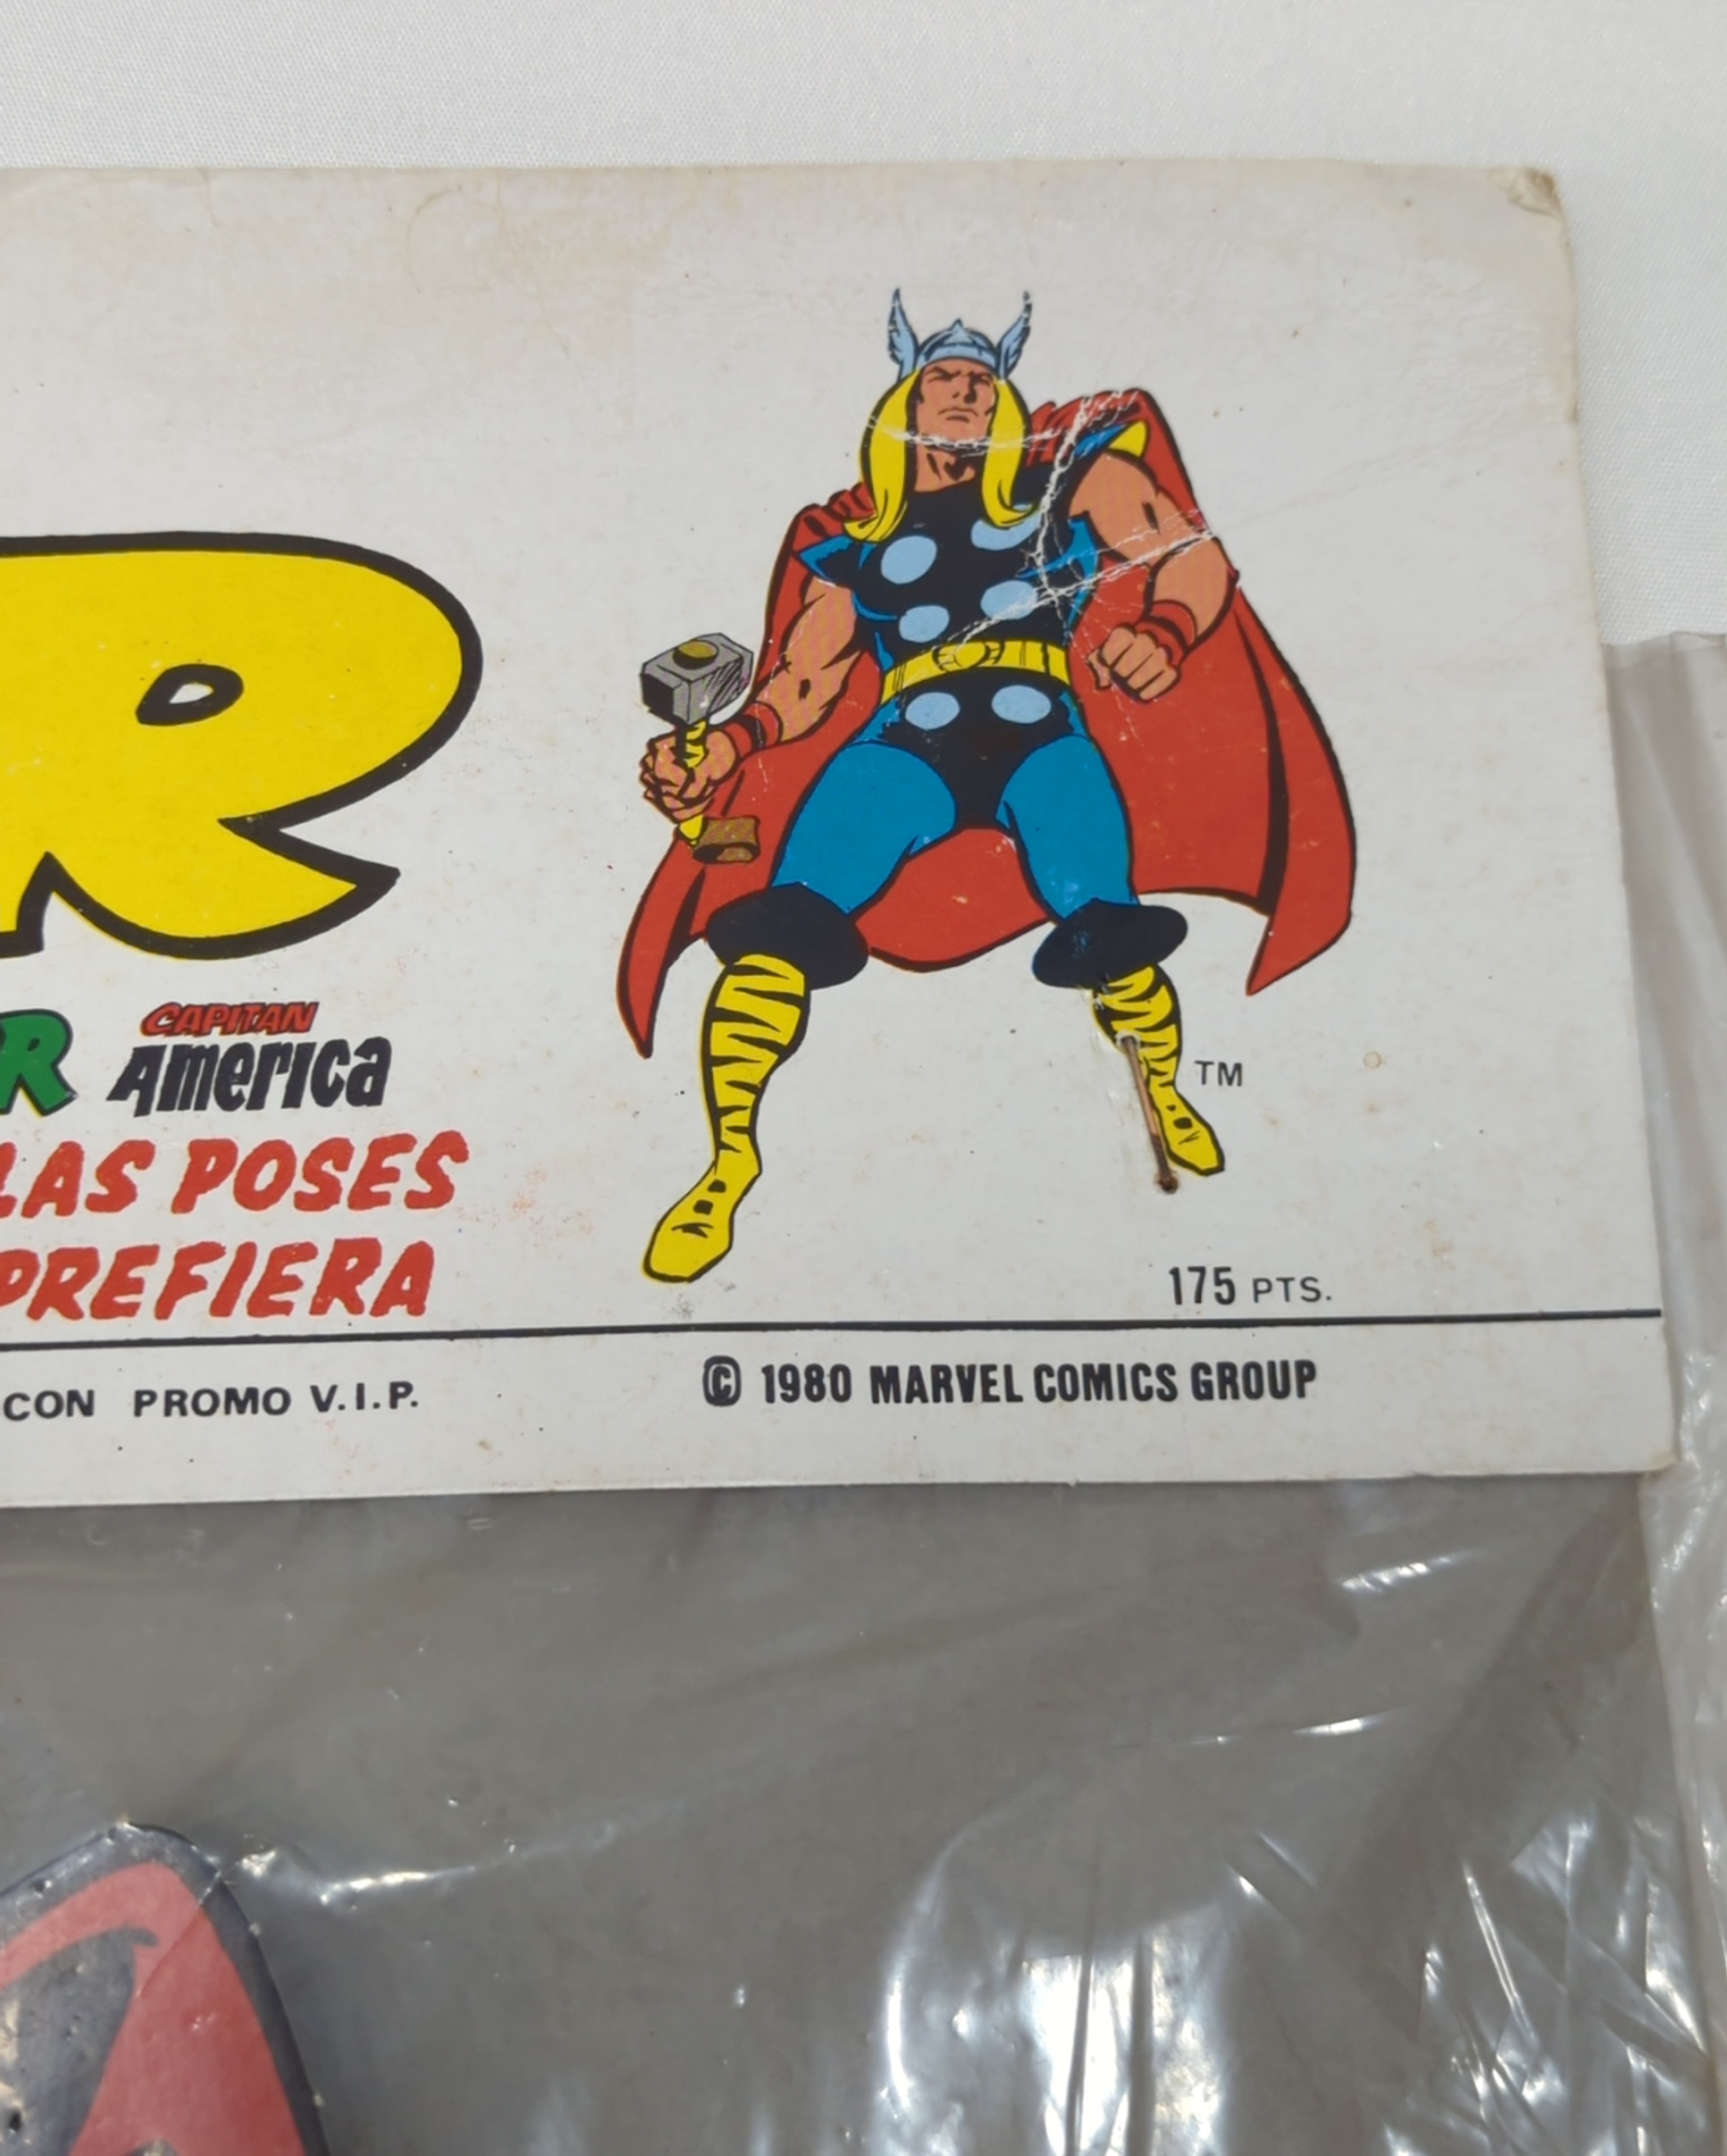 R
R CAPITAN
America
LAS POSES
PREFIERA
TM
175 PTS.
CON PROMO V.I.P.
© 1980 MARVEL COMICS GROUP